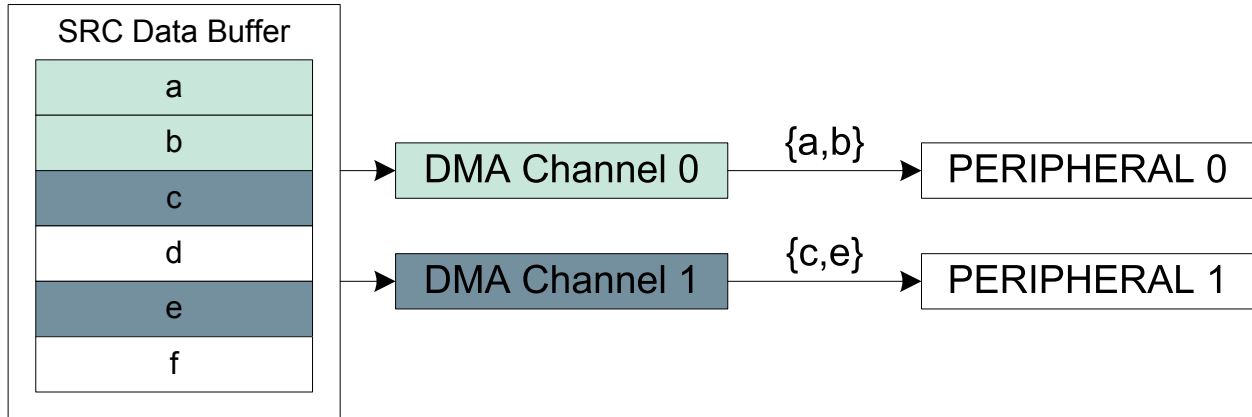 SRC Data Buffer
a
b
c
d
e
f
DMA Channel 0
{a,b}
PERIPHERAL 0
DMA Channel 1
{c,e}
PERIPHERAL 1